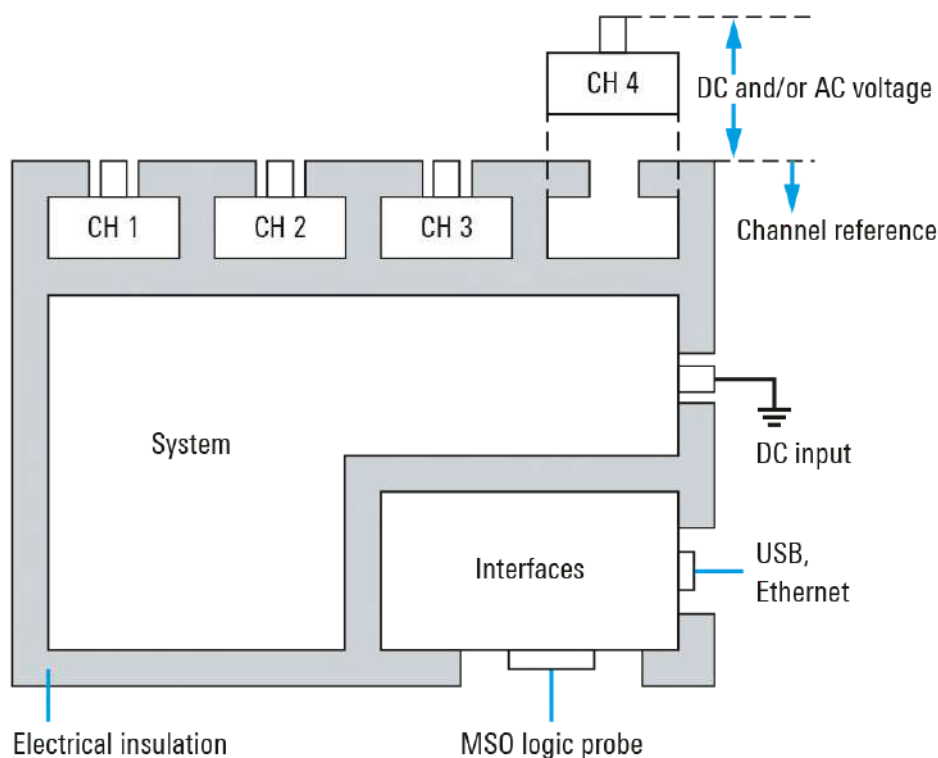 CH 4
DC and/or AC voltage
CH 1
CH 2
CH 3
Channel reference
System
DC input
Interfaces
USB,
Ethernet
Electrical insulation
MSO logic probe